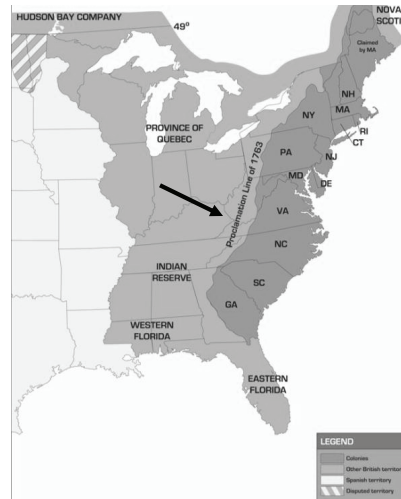 HUDSON BAY COMPANY
49°
NOVA
SCOTI
Claimed
by MA
NH
NY
MA
PROVINCE OF
QUEBEC
RI
CT
PA
NJ
MD
DE
Proclamation Line of 1763
VA
NC
INDIAN
RESERVE
SC
GA
WESTERN
FLORIDA
EASTERN
FLORIDA
LEGEND
Colonies
Other British territor
Spanish territory
Disputed territory